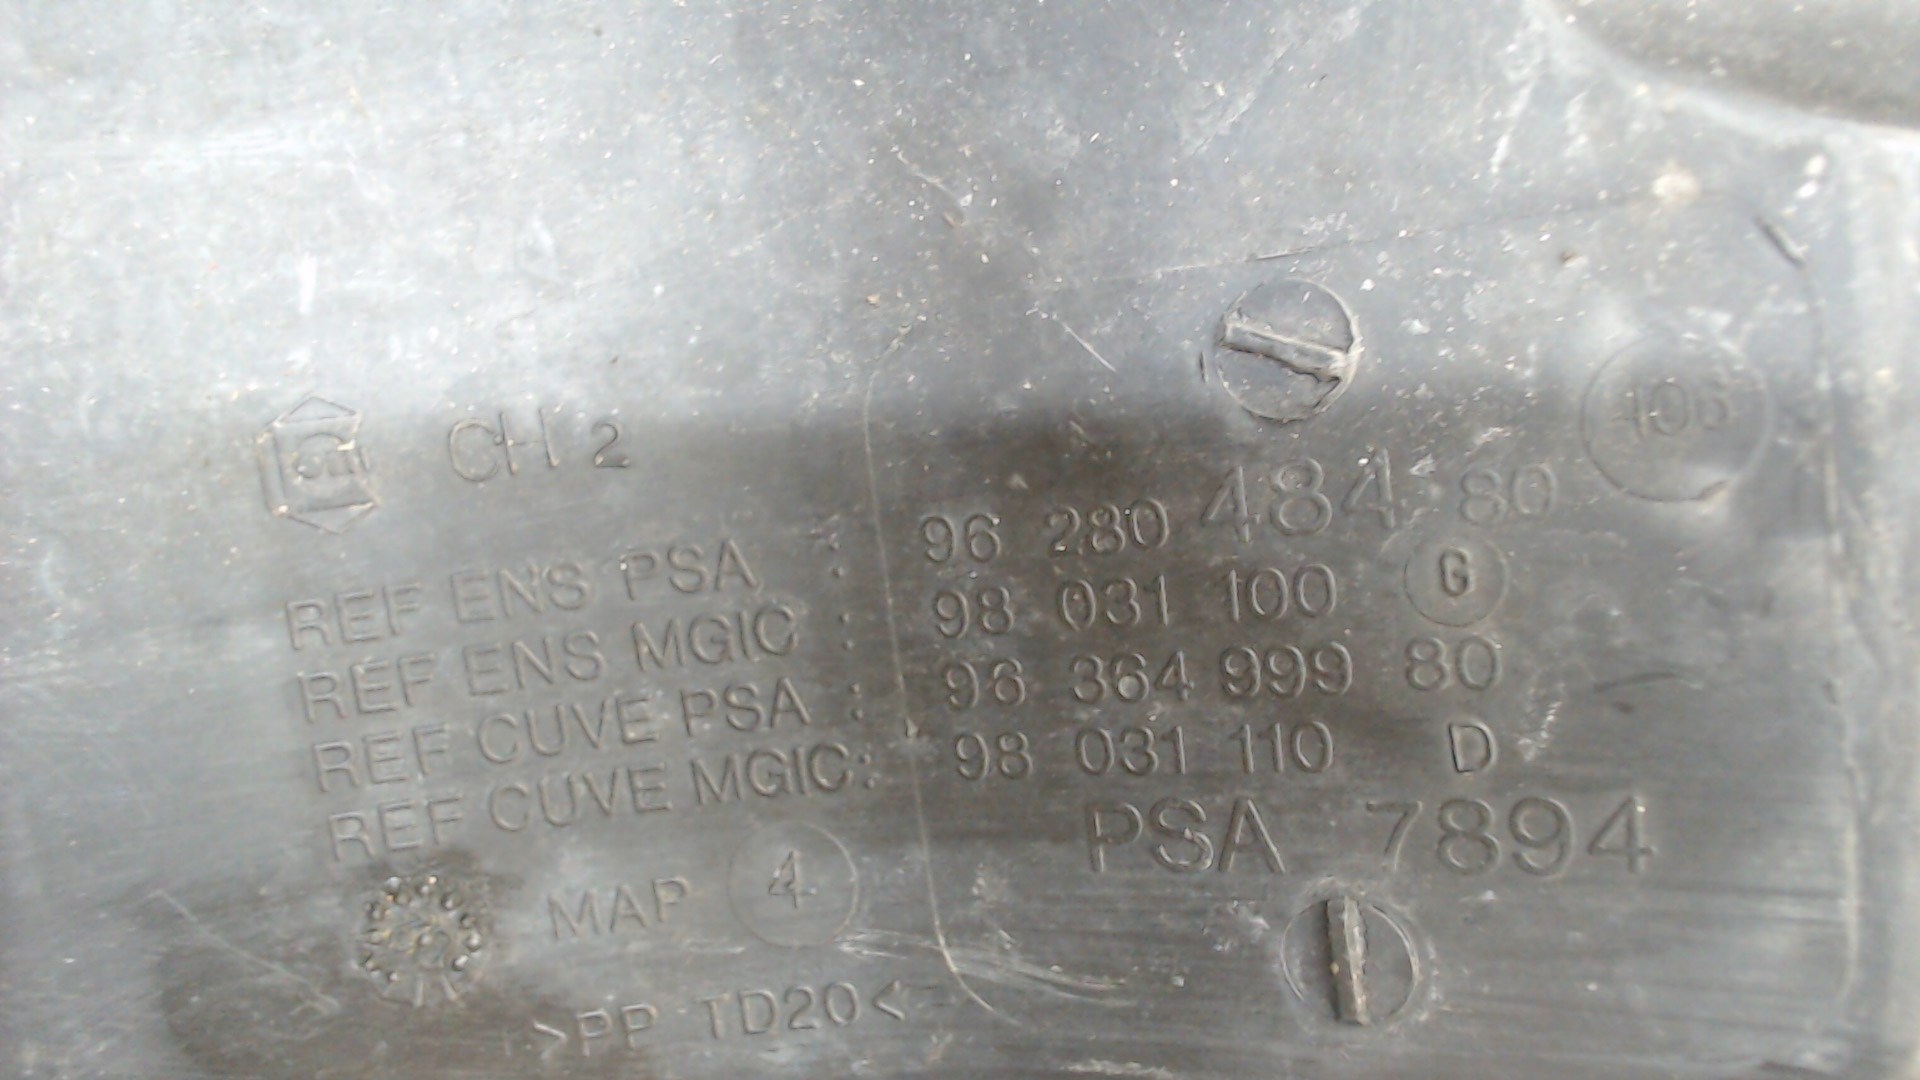 CH 2
406
REF ENS PSA : 96 280 484 80
REF ENS MGIC : 98 031 100 G
REF CUVE PSA : 96 364 999 80
REF CUVE MGIC : 98 031 110 D
PSA 7894
MAP 4
>PP TD20<